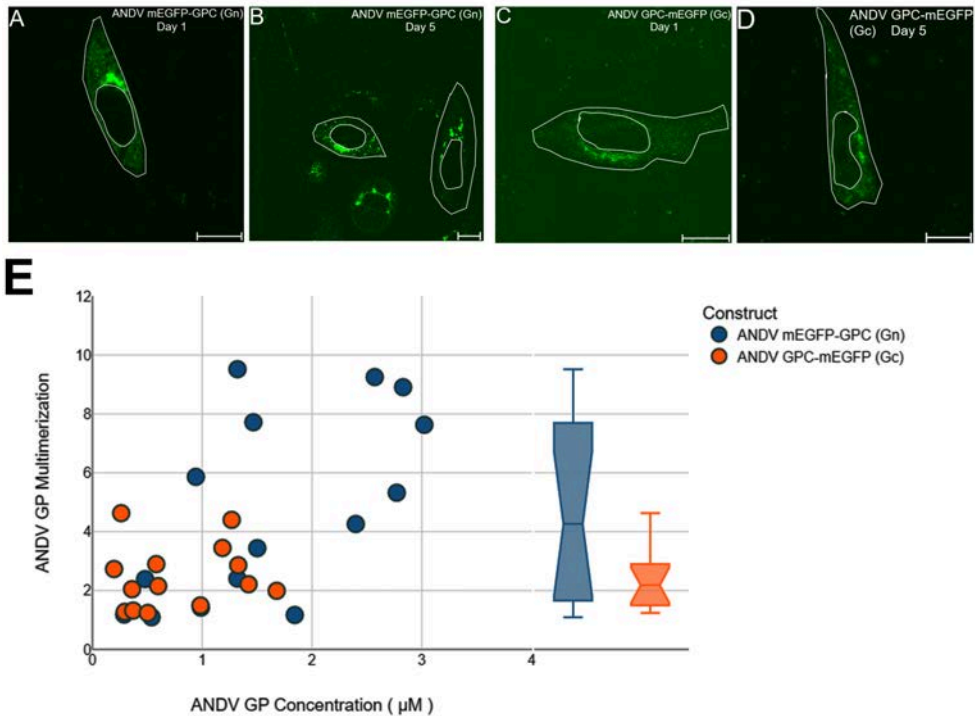 A
ANDV mEGFP-GPC (Gn)
Day 1
B
ANDV mEGFP-GPC (Gn)
Day 5
C
ANDV GPC-mEGFP (Gc)
Day 1
D
ANDV GPC-mEGFP
(Gc) Day 5
E
12
10
8
6
4
2
0
0 1 2 3 4
ANDV GP Multimerization
ANDV GP Concentration ( μM )
Construct
ANDV mEGFP-GPC (Gn)
ANDV GPC-mEGFP (Gc)